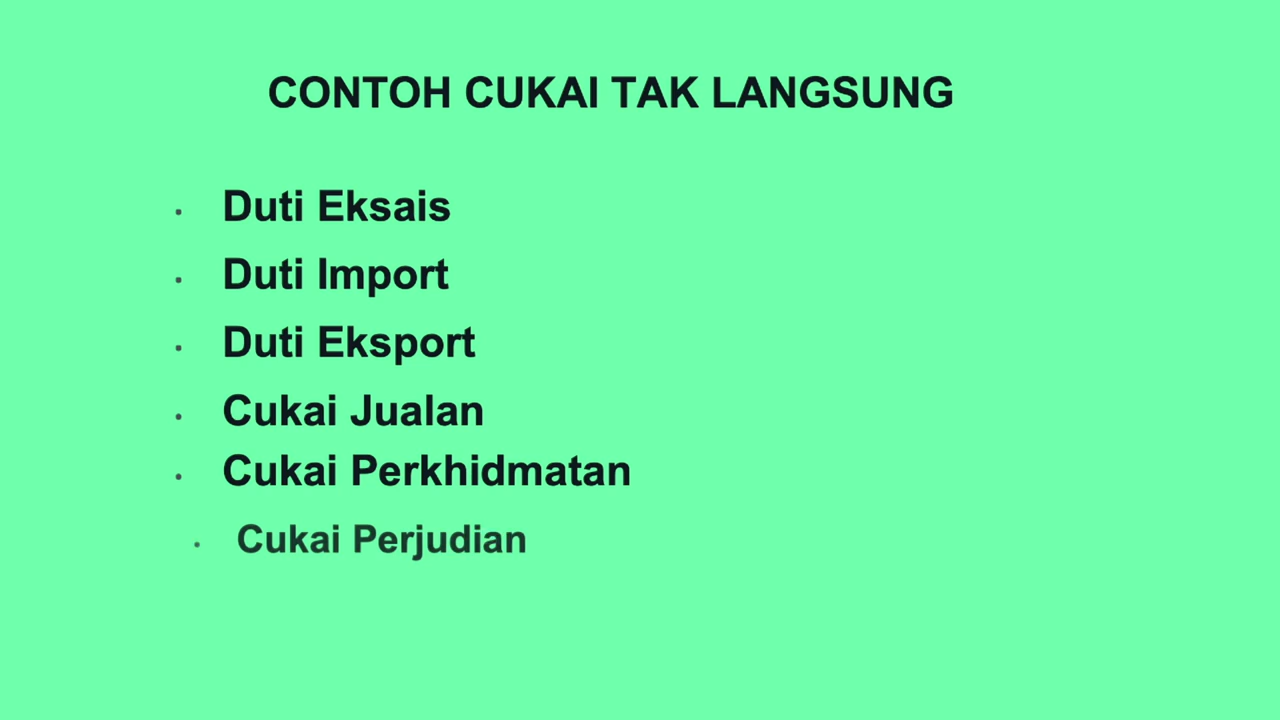 CONTOH CUKAI TAK LANGSUNG
• Duti Eksais
• Duti Import
• Duti Eksport
• Cukai Jualan
• Cukai Perkhidmatan
• Cukai Perjudian